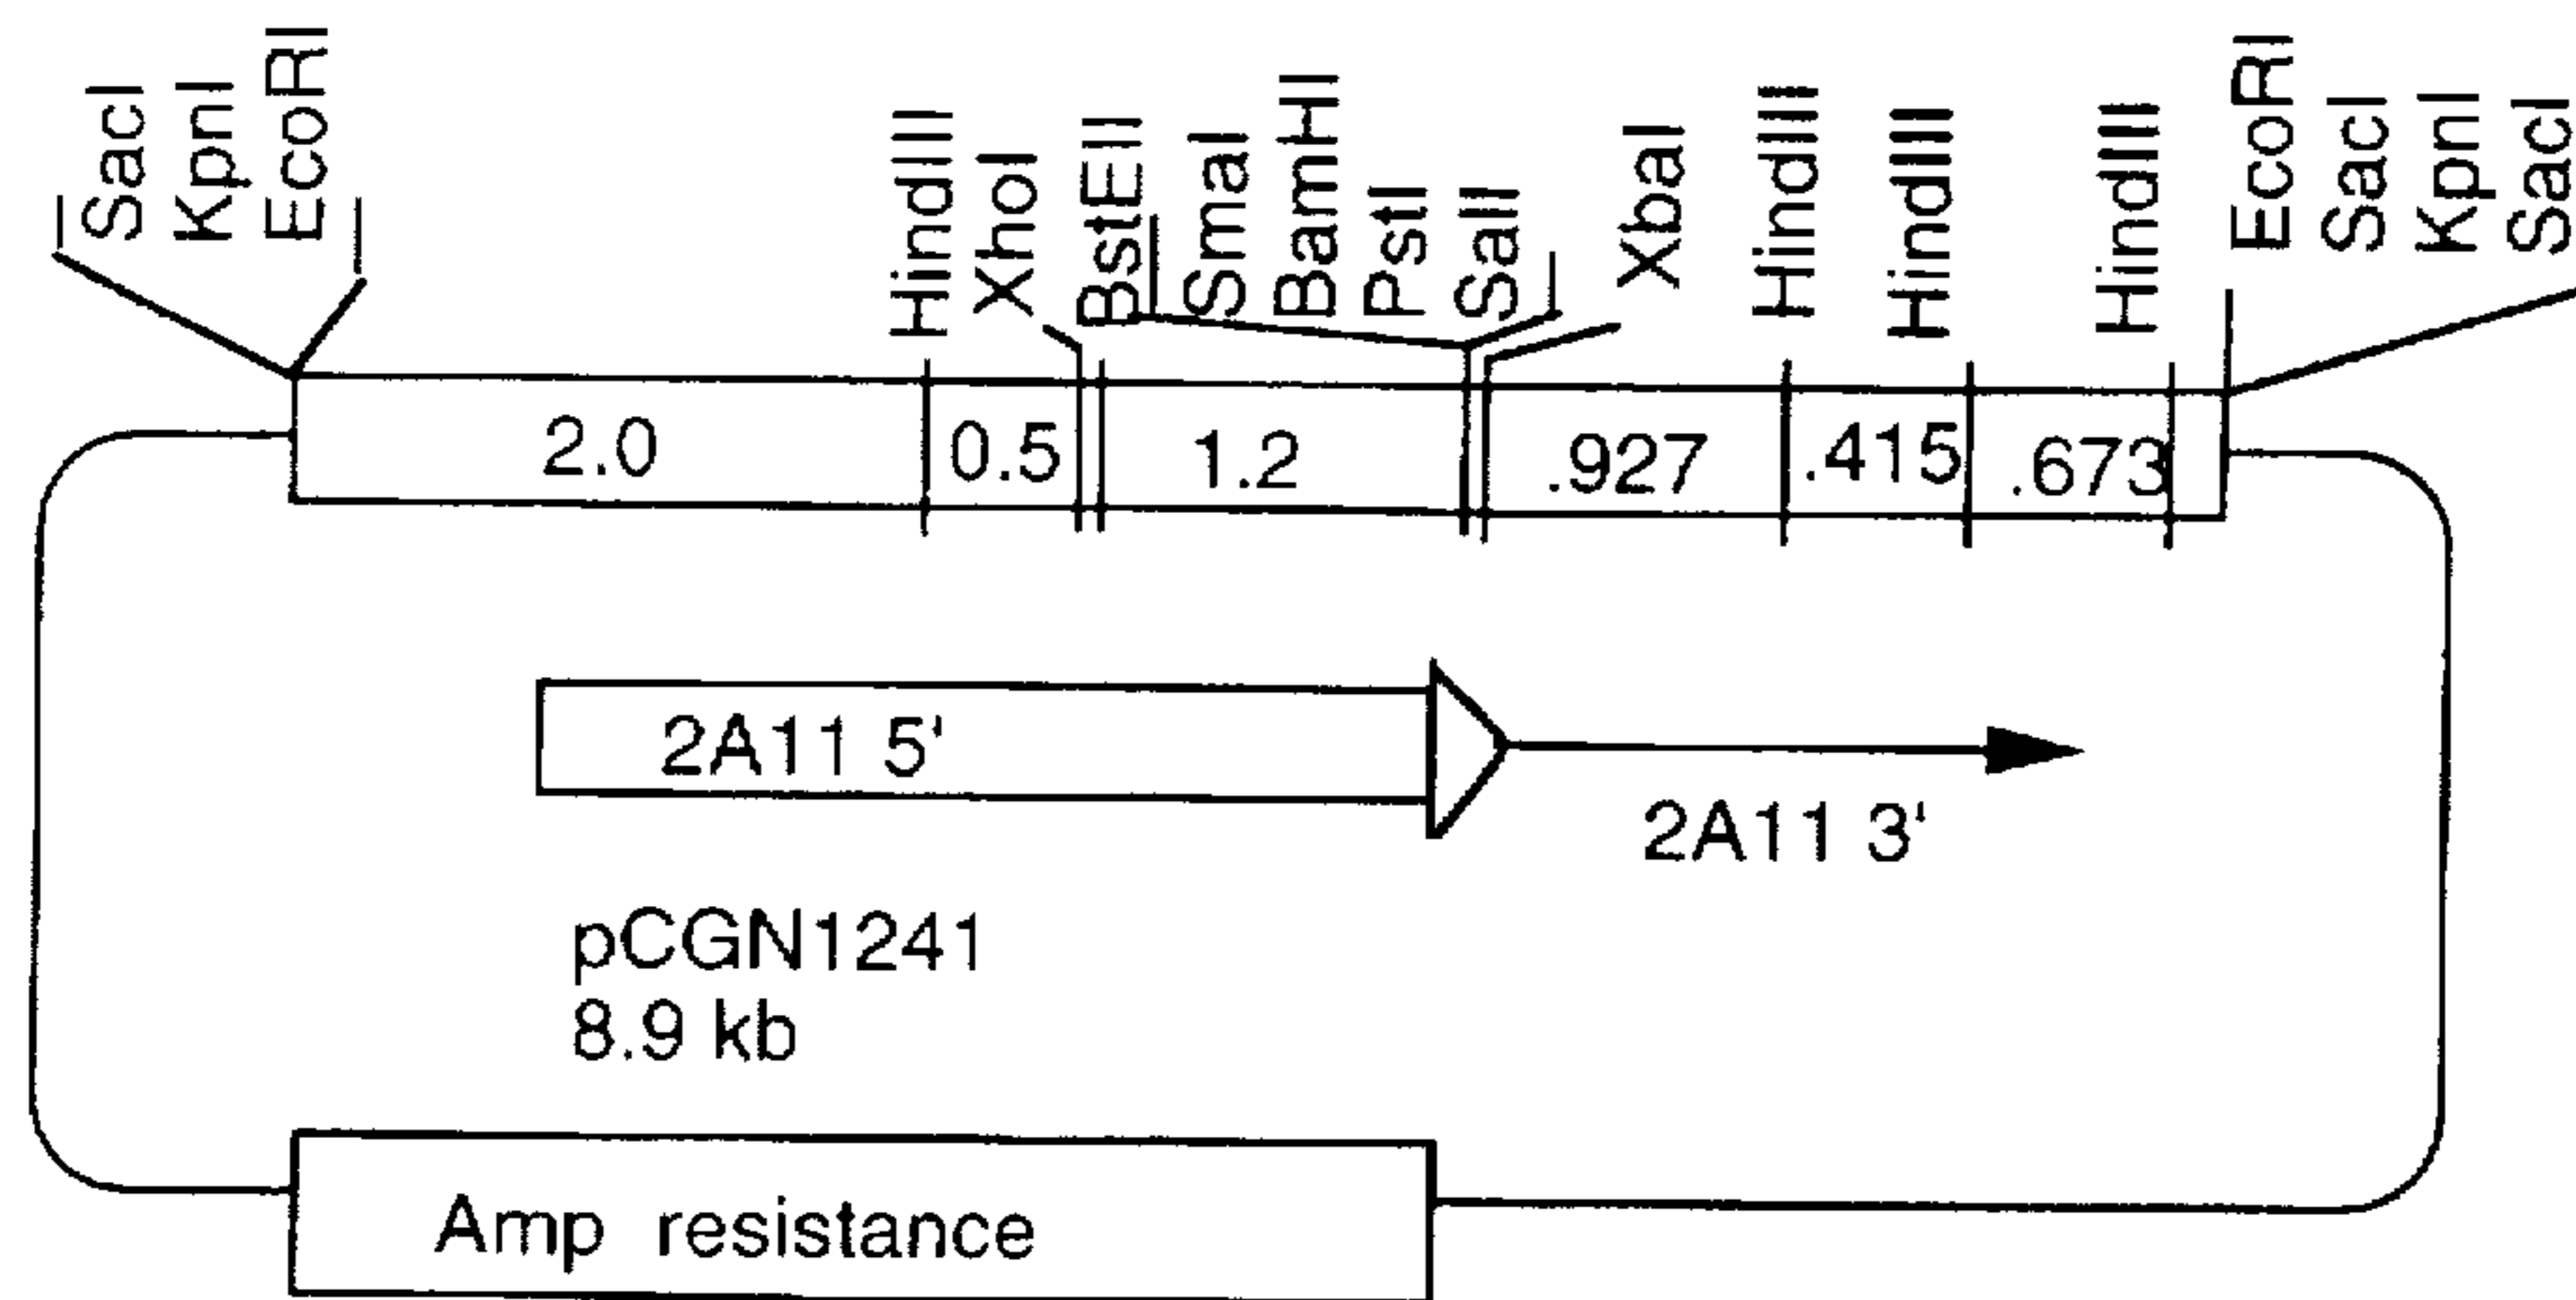 SacI
KpnI
EcoRI
HindIII
XhoI
BstEII
SmaI
BamHI
PstI
SalI
XbaI
HindIII
HindIII
HindIII
EcoRI
SacI
KpnI
SacI
2.0
0.5
1.2
.927
.415
.673
2A11 5'
2A11 3'
pCGN1241
8.9 kb
Amp resistance